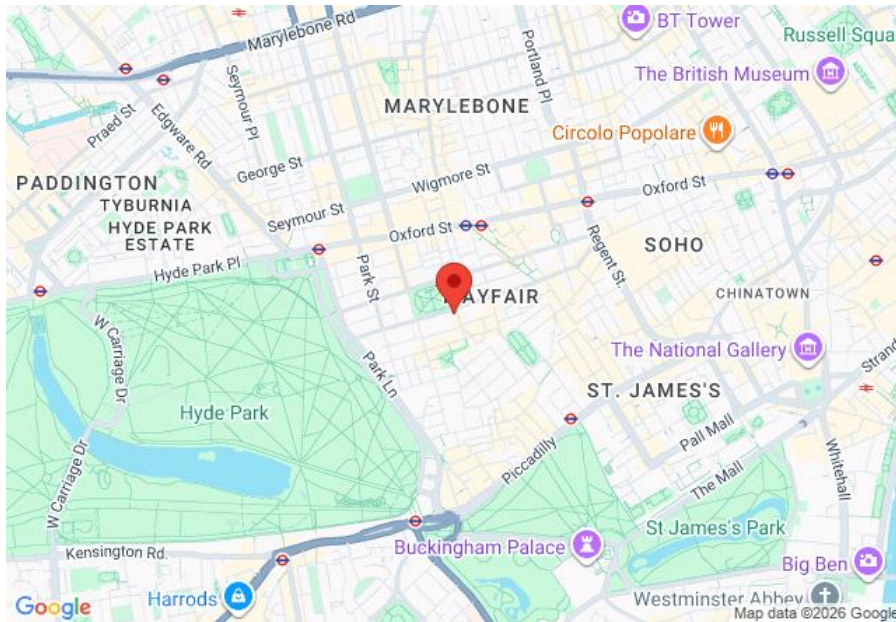 Marylebone Rd
BT Tower
Russell Squa
Portland Pl
The British Museum
Seymour Pl
MARYLEBONE
Praed St
Edgware Rd
Circolo Popolare
George St
Wigmore St
PADDINGTON
Oxford St
TYBURNIA
Seymour St
HYDE PARK
ESTATE
Oxford St
SOHO
Regent St.
Hyde Park Pl
Park St
MAYFAIR
CHINATOWN
W Carriage Dr
The National Gallery
Strand
Park Ln
ST. JAMES'S
Hyde Park
Pall Mall
Piccadilly
W Carriage Dr
The Mall
Whitehall
St James's Park
Kensington Rd
Buckingham Palace
Big Ben
Harrods
Westminster Abbey
Google
Map data ©2026 Google